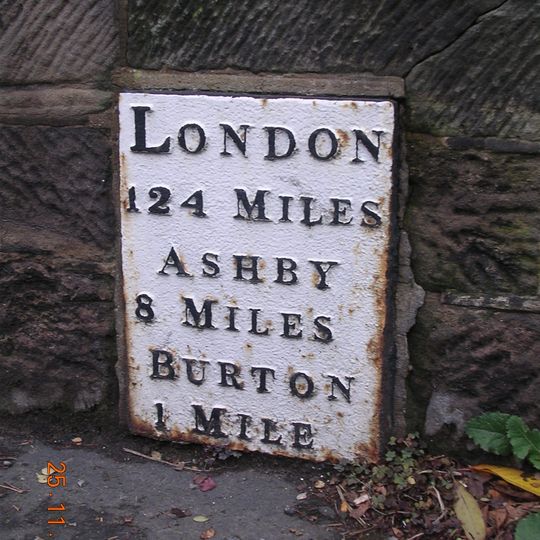 LONDON
124 MILES
ASHBY
8 MILES
BURTON
1 MILE
25.11.